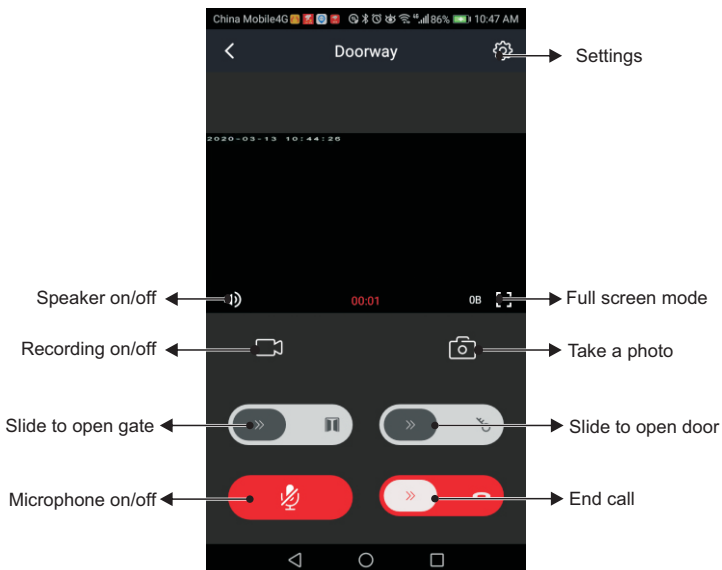 China Mobile4G 86% 10:47 AM
Doorway
Settings
2020-03-13 10:44:26
Speaker on/off
00:01
0B
Full screen mode
Recording on/off
Take a photo
Slide to open gate
Slide to open door
Microphone on/off
End call